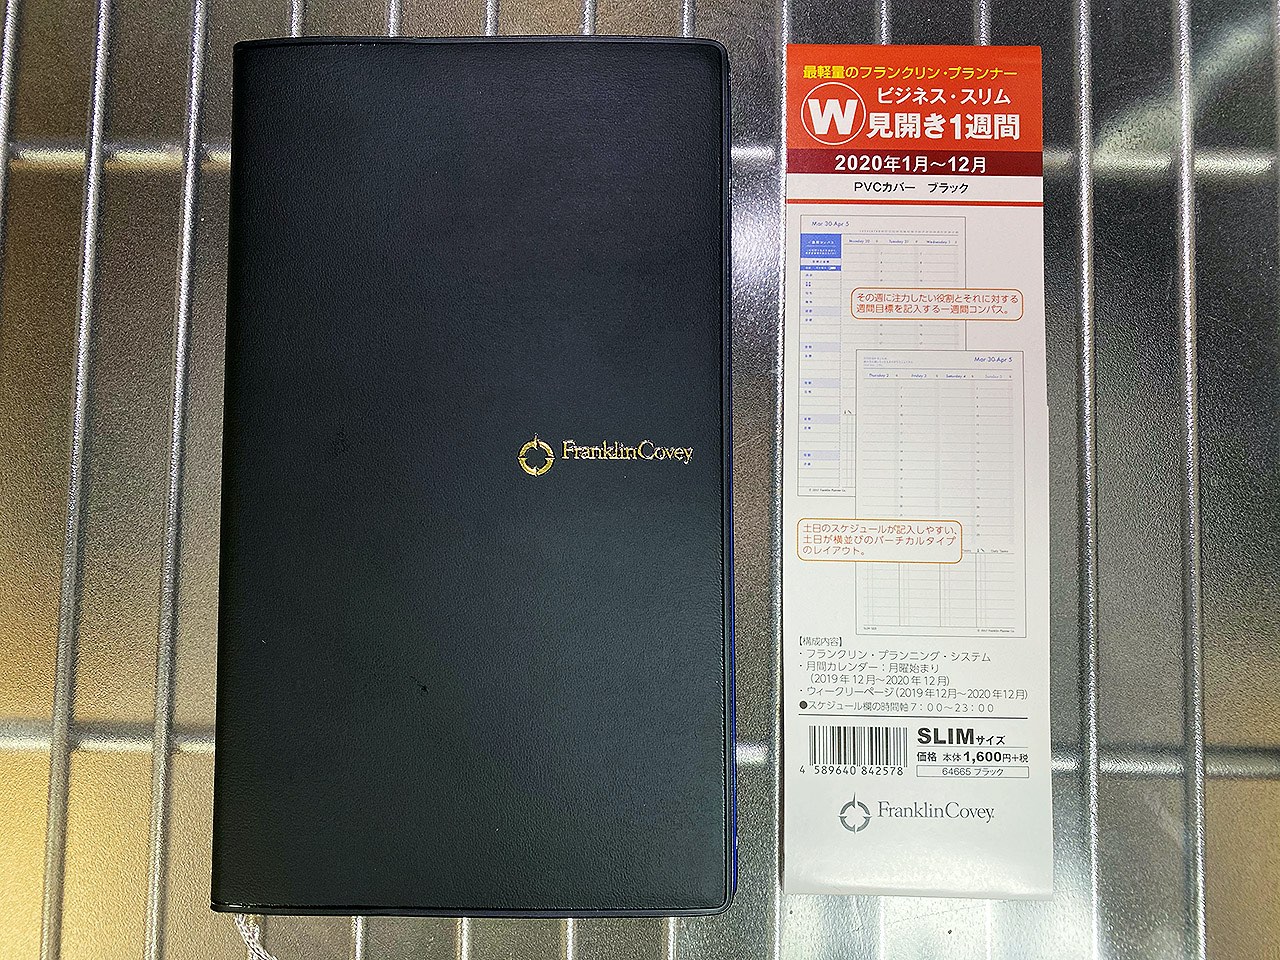 FranklinCovey
最軽量のフランクリン・プランナー
W
ビジネス・スリム
見開き1週間
2020年1月～12月
PVCカバー ブラック
Mar 30-Apr 5
その週に注力したい役割とそれに対する
週間目標を記入する一週間コンパス。
Mar 30-Apr 5
Thursday 2
Saturday 4
土日のスケジュールが記入しやすい、
土日が横並びのバーチカルタイプ
のレイアウト。
【構成内容】
・フランクリン・プランニング・システム
・月間カレンダー：月曜始まり
（2019年12月～2020年12月）
・ウィークリーページ（2019年12月～2020年12月）
●スケジュール欄の時間軸7：00～23：00
SLIMサイズ
価格 本体1,600円+税
64665 ブラック
4 589640 842578
FranklinCovey